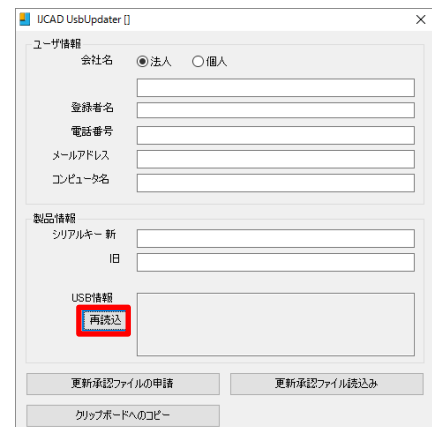 IJCAD UsbUpdater []
ユーザ情報
会社名 法人 個人
登録者名
電話番号
メールアドレス
コンピュータ名
製品情報
シリアルキー 新
旧
USB情報
再読込
更新承認ファイルの申請 更新承認ファイル読込み
クリップボードへのコピー